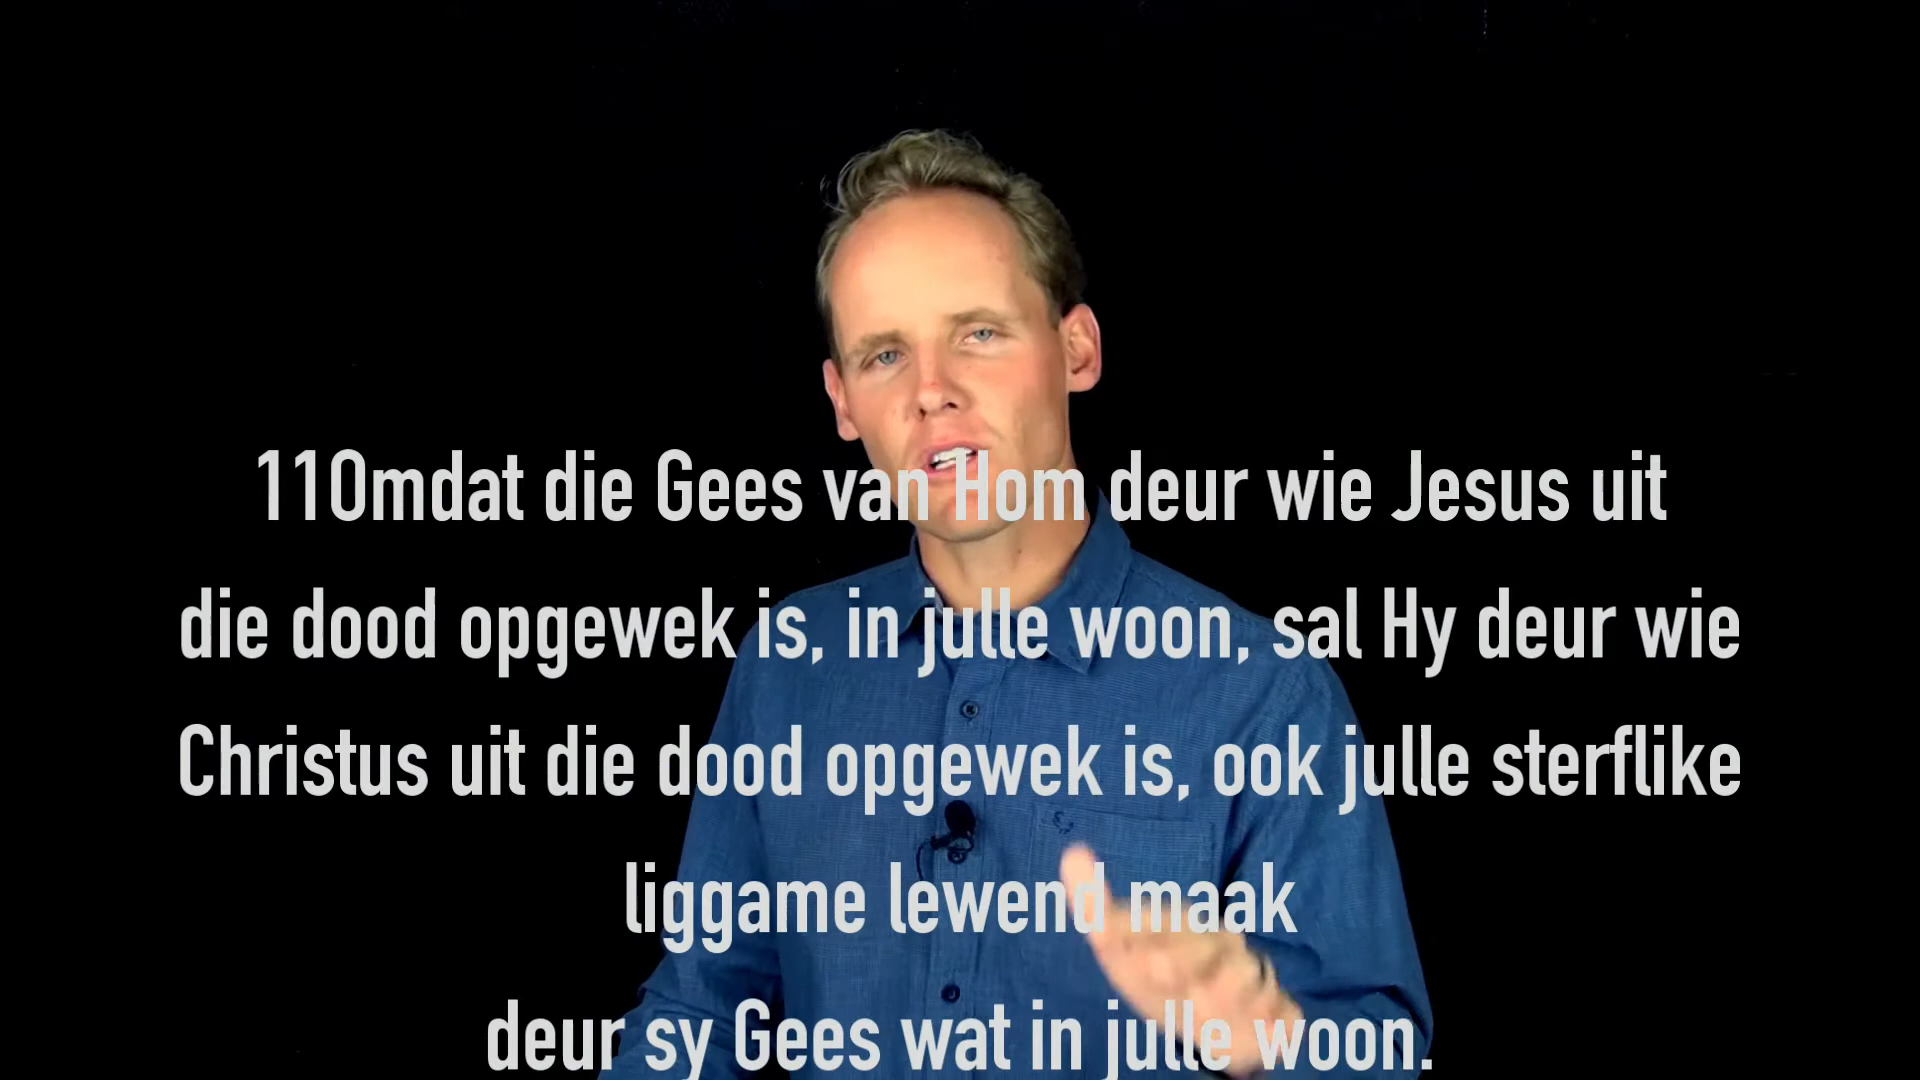 11Omdat die Gees van Hom deur wie Jesus uit
die dood opgewek is, in julle woon, sal Hy deur wie
Christus uit die dood opgewek is, ook julle sterflike
liggame lewend maak
deur sy Gees wat in julle woon.